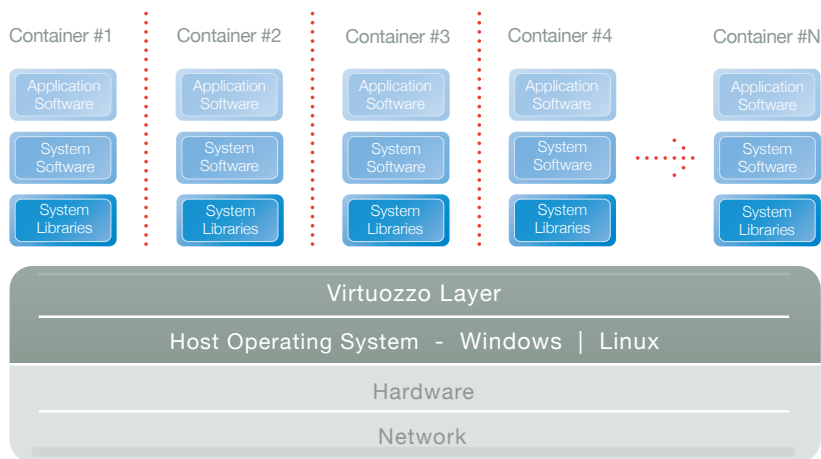 Container #1
Container #2
Container #3
Container #4
Container #N
Application
Software
Application
Software
Application
Software
Application
Software
Application
Software
System
Software
System
Software
System
Software
System
Software
System
Software
System
Libraries
System
Libraries
System
Libraries
System
Libraries
System
Libraries
Virtuozzo Layer
Host Operating System - Windows | Linux
Hardware
Network